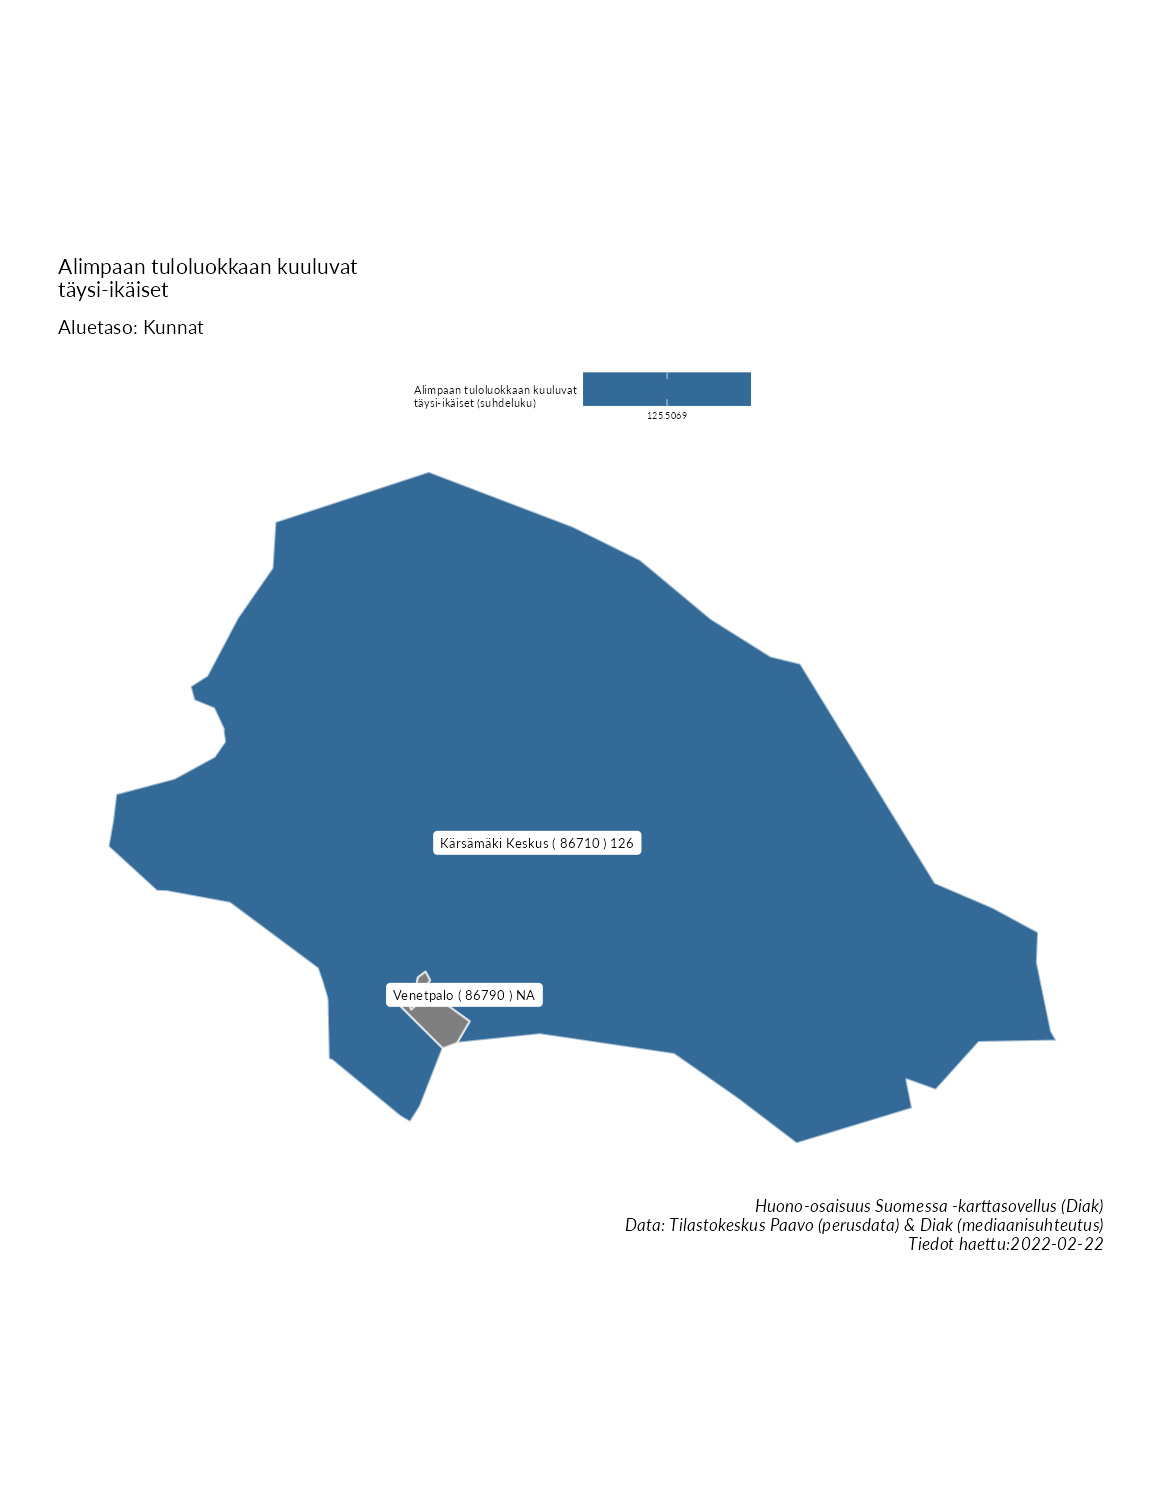 Alimpaan tuloluokkaan kuuluvat
täysi-ikäiset
Aluetaso: Kunnat
Alimpaan tuloluokkaan kuuluvat
täysi-ikäiset (suhdeluku)
125.5069
Kärsämäki Keskus ( 86710 ) 126
Venetpalo ( 86790 ) NA
Huono-osaisuus Suomessa -karttasovellus (Diak)
Data: Tilastokeskus Paavo (perusdata) & Diak (mediaanisuhteutus)
Tiedot haettu:2022-02-22